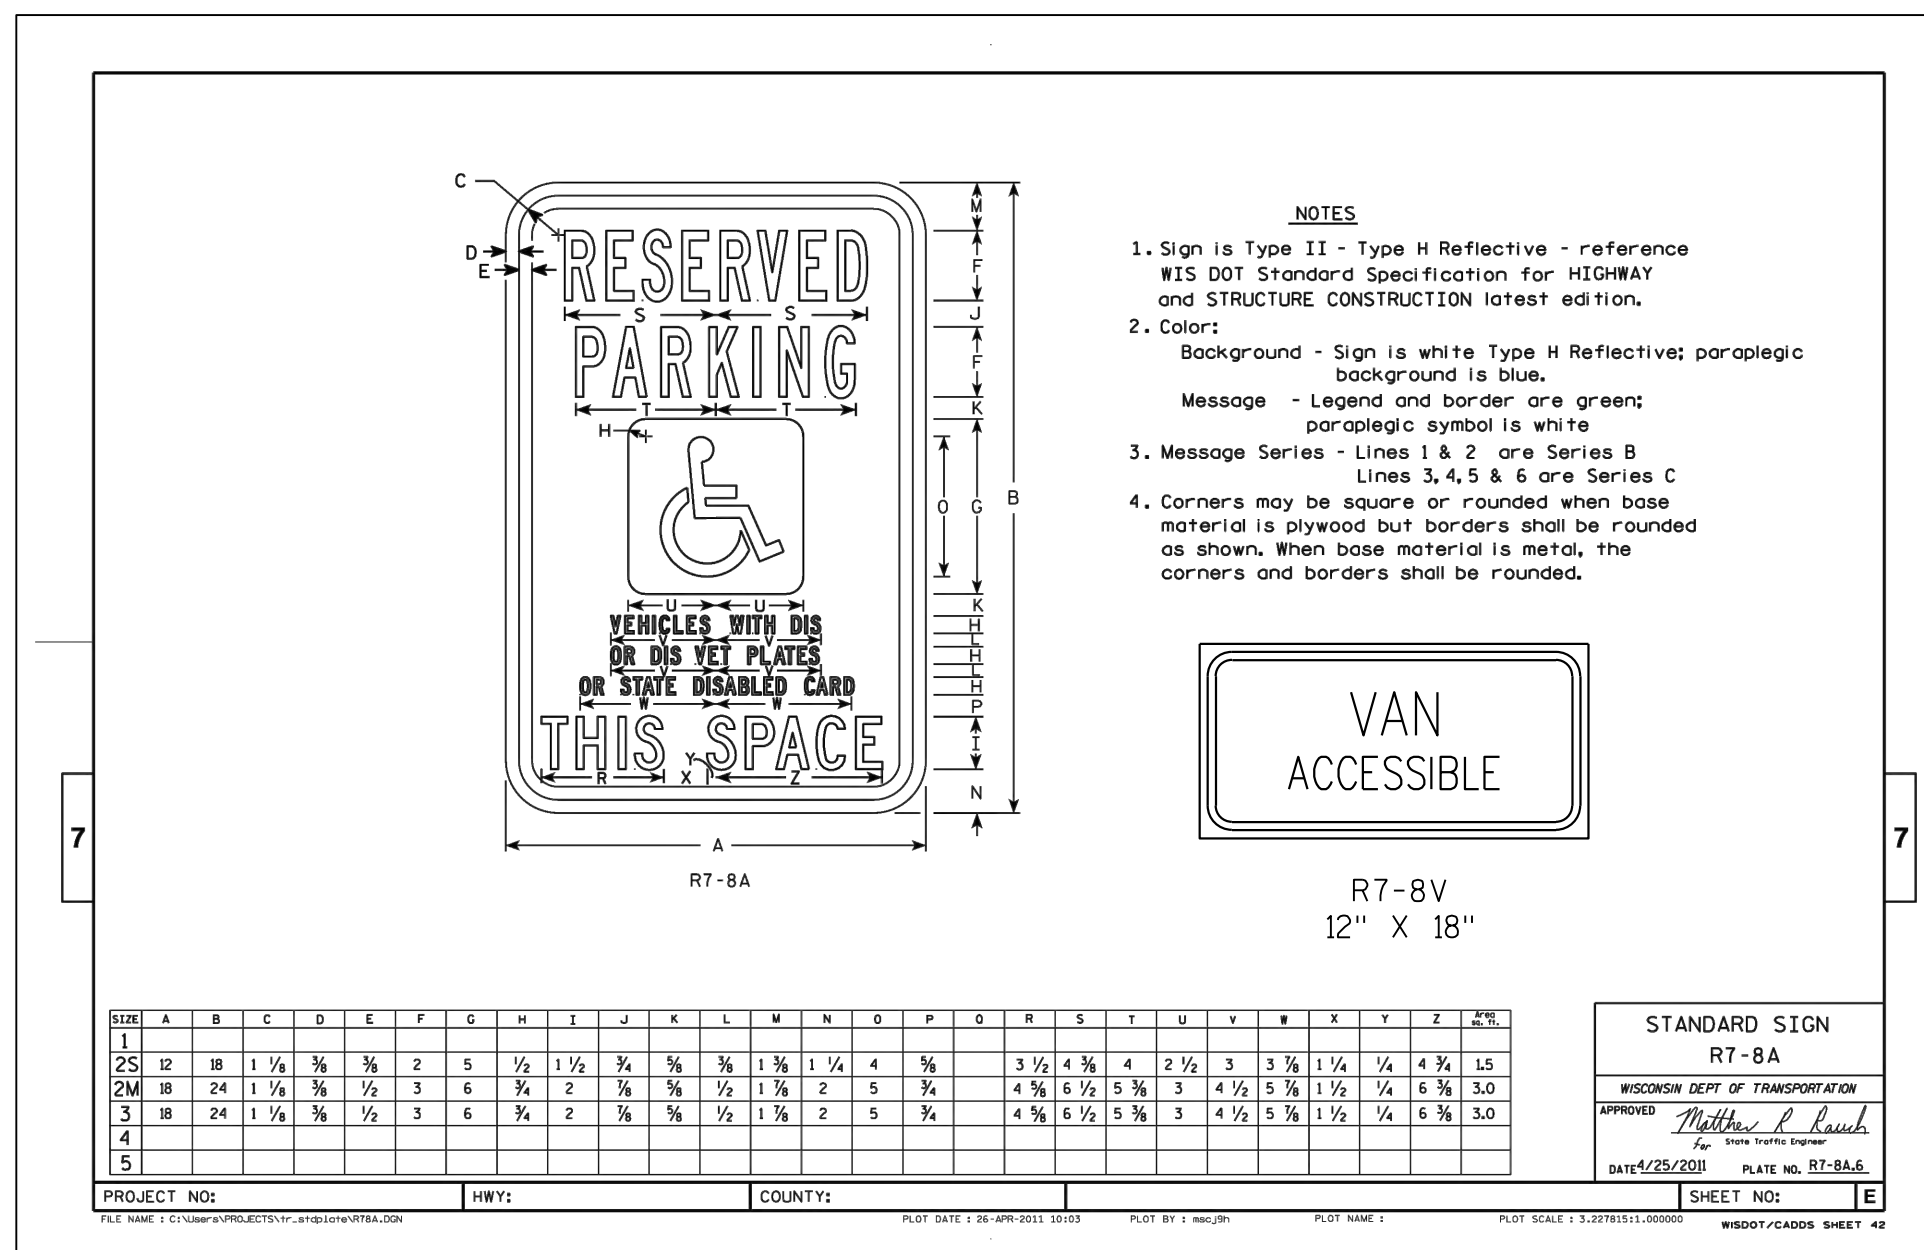 C
D
E
RESERVED
S S
PARKING
T T
H
U U
VEHICLES WITH DIS
V V
OR DIS VET PLATES
V V
OR STATE DISABLED CARD
W W
THIS SPACE
R X Y Z
M
F
J
F
K
O G B
K
H
L
H
L
H
P
I
N
A
R7-8A
NOTES
1. Sign is Type II - Type H Reflective - reference
WIS DOT Standard Specification for HIGHWAY
and STRUCTURE CONSTRUCTION latest edition.
2. Color:
Background - Sign is white Type H Reflective; paraplegic
background is blue.
Message - Legend and border are green;
paraplegic symbol is white
3. Message Series - Lines 1 & 2 are Series B
Lines 3, 4, 5 & 6 are Series C
4. Corners may be square or rounded when base
material is plywood but borders shall be rounded
as shown. When base material is metal, the
corners and borders shall be rounded.
VAN
ACCESSIBLE
R7-8V
12" X 18"
7
7
SIZE A B C D E F G H I J K L M N O P Q R S T U V W X Y Z Area sq. ft.
1
2S 12 18 1 1/8 3/8 3/8 2 5 1/2 1 1/2 3/4 5/8 3/8 1 3/8 1 1/4 4 5/8 3 1/2 4 3/8 4 2 1/2 3 3 7/8 1 1/4 1/4 4 3/4 1.5
2M 18 24 1 1/8 3/8 1/2 3 6 3/4 2 7/8 5/8 1/2 1 7/8 2 5 3/4 4 5/8 6 1/2 5 3/8 3 4 1/2 5 7/8 1 1/2 1/4 6 3/8 3.0
3 18 24 1 1/8 3/8 1/2 3 6 3/4 2 7/8 5/8 1/2 1 7/8 2 5 3/4 4 5/8 6 1/2 5 3/8 3 4 1/2 5 7/8 1 1/2 1/4 6 3/8 3.0
4
5
STANDARD SIGN
R7-8A
WISCONSIN DEPT OF TRANSPORTATION
APPROVED Matthew R Rauch
for State Traffic Engineer
DATE 4/25/2011 PLATE NO. R7-8A.6
PROJECT NO: HWY: COUNTY: SHEET NO: E
FILE NAME : C:\Users\PROJECTS\tr_stdplate\R78A.DGN PLOT DATE : 26-APR-2011 10:03 PLOT BY : mscj9h PLOT NAME : PLOT SCALE : 3.227815:1.000000 WISDOT/CADDS SHEET 42